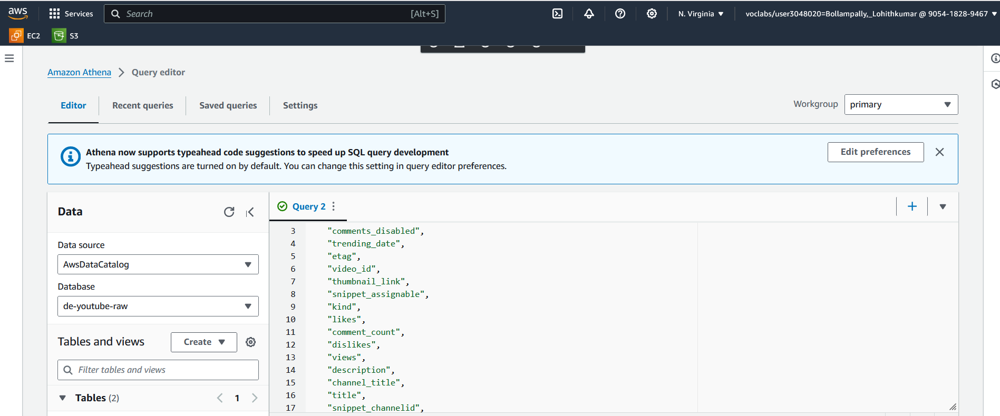 aws Services Search [Alt+S] N. Virginia voclabs/user3048020=Bollampally,_Lohithkumar @ 9054-1828-9467
EC2 S3
Amazon Athena Query editor
Editor Recent queries Saved queries Settings Workgroup primary
Athena now supports typeahead code suggestions to speed up SQL query development
Typeahead suggestions are turned on by default. You can change this setting in query editor preferences.
Edit preferences
Data
Data source
AwsDataCatalog
Database
de-youtube-raw
Tables and views Create
Filter tables and views
Tables (2) 1
Query 2
3 "comments_disabled",
4 "trending_date",
5 "etag",
6 "video_id",
7 "thumbnail_link",
8 "snippet_assignable",
9 "kind",
10 "likes",
11 "comment_count",
12 "dislikes",
13 "views",
14 "description",
15 "channel_title",
16 "title",
17 "snippet_channelid",